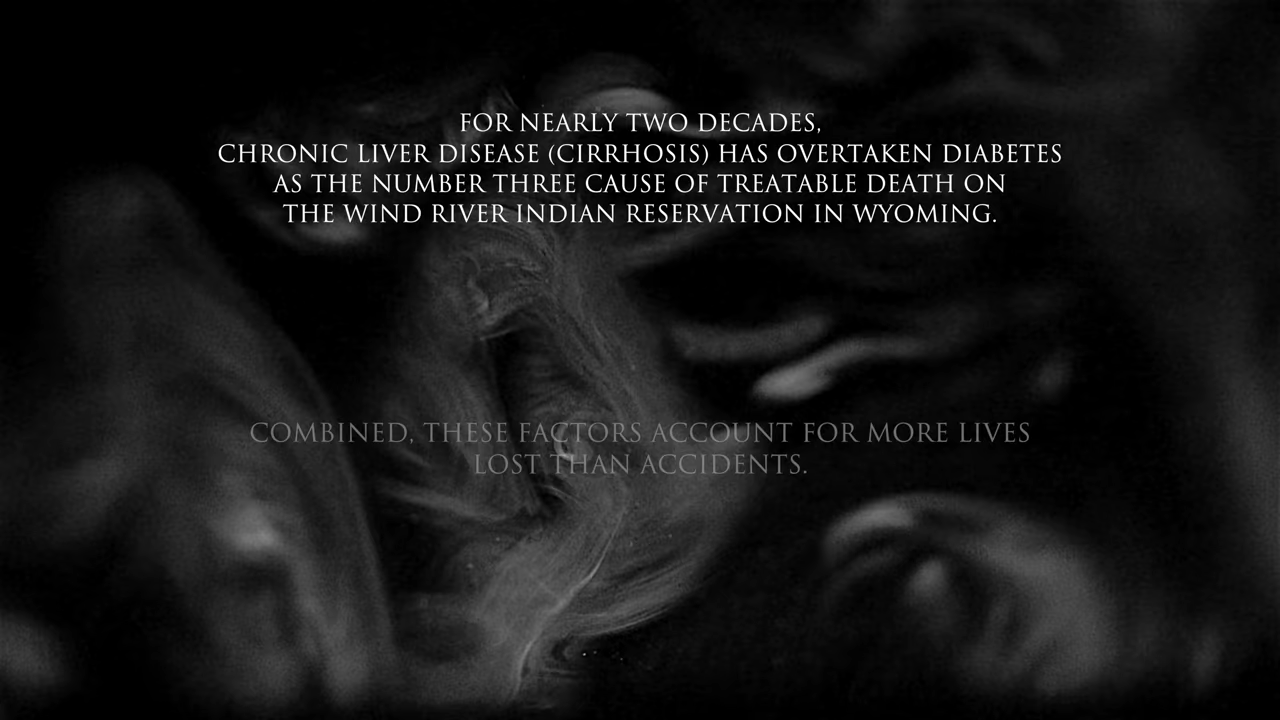 FOR NEARLY TWO DECADES,
CHRONIC LIVER DISEASE (CIRRHOSIS) HAS OVERTAKEN DIABETES
AS THE NUMBER THREE CAUSE OF TREATABLE DEATH ON
THE WIND RIVER INDIAN RESERVATION IN WYOMING.
COMBINED, THESE FACTORS ACCOUNT FOR MORE LIVES
LOST THAN ACCIDENTS.